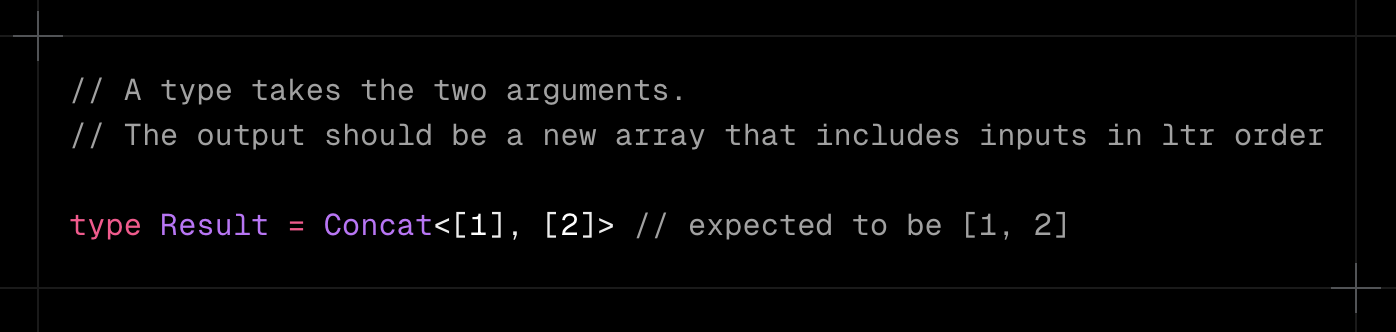 // A type takes the two arguments.
// The output should be a new array that includes inputs in ltr order
type Result = Concat<[1], [2]> // expected to be [1, 2]